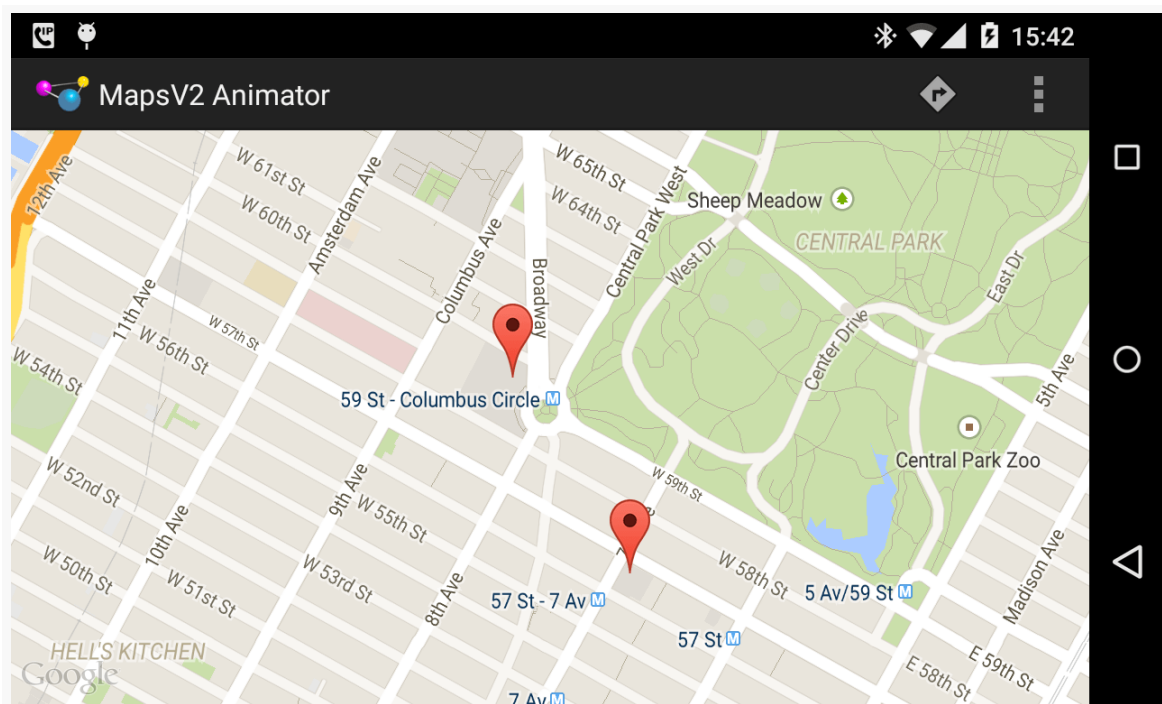 IP
15:42
MapsV2 Animator
12th Ave
W 61st St
W 60th St
Amsterdam Ave
Columbus Ave
Broadway
W 65th St
W 64th St
Central Park West
Sheep Meadow
CENTRAL PARK
West Dr
East Dr
Center Drive
11th Ave
W 57th St
W 56th St
W 54th St
59 St - Columbus Circle M
5th Ave
Central Park Zoo
W 52nd St
9th Ave
W 55th St
W 59th St
10th Ave
W 50th St
W 51st St
W 53rd St
8th Ave
57 St - 7 Av M
W 58th St
5 Av/59 St M
Madison Ave
57 St M
HELL'S KITCHEN
Google
E 58th St
E 59th St
7 Av M